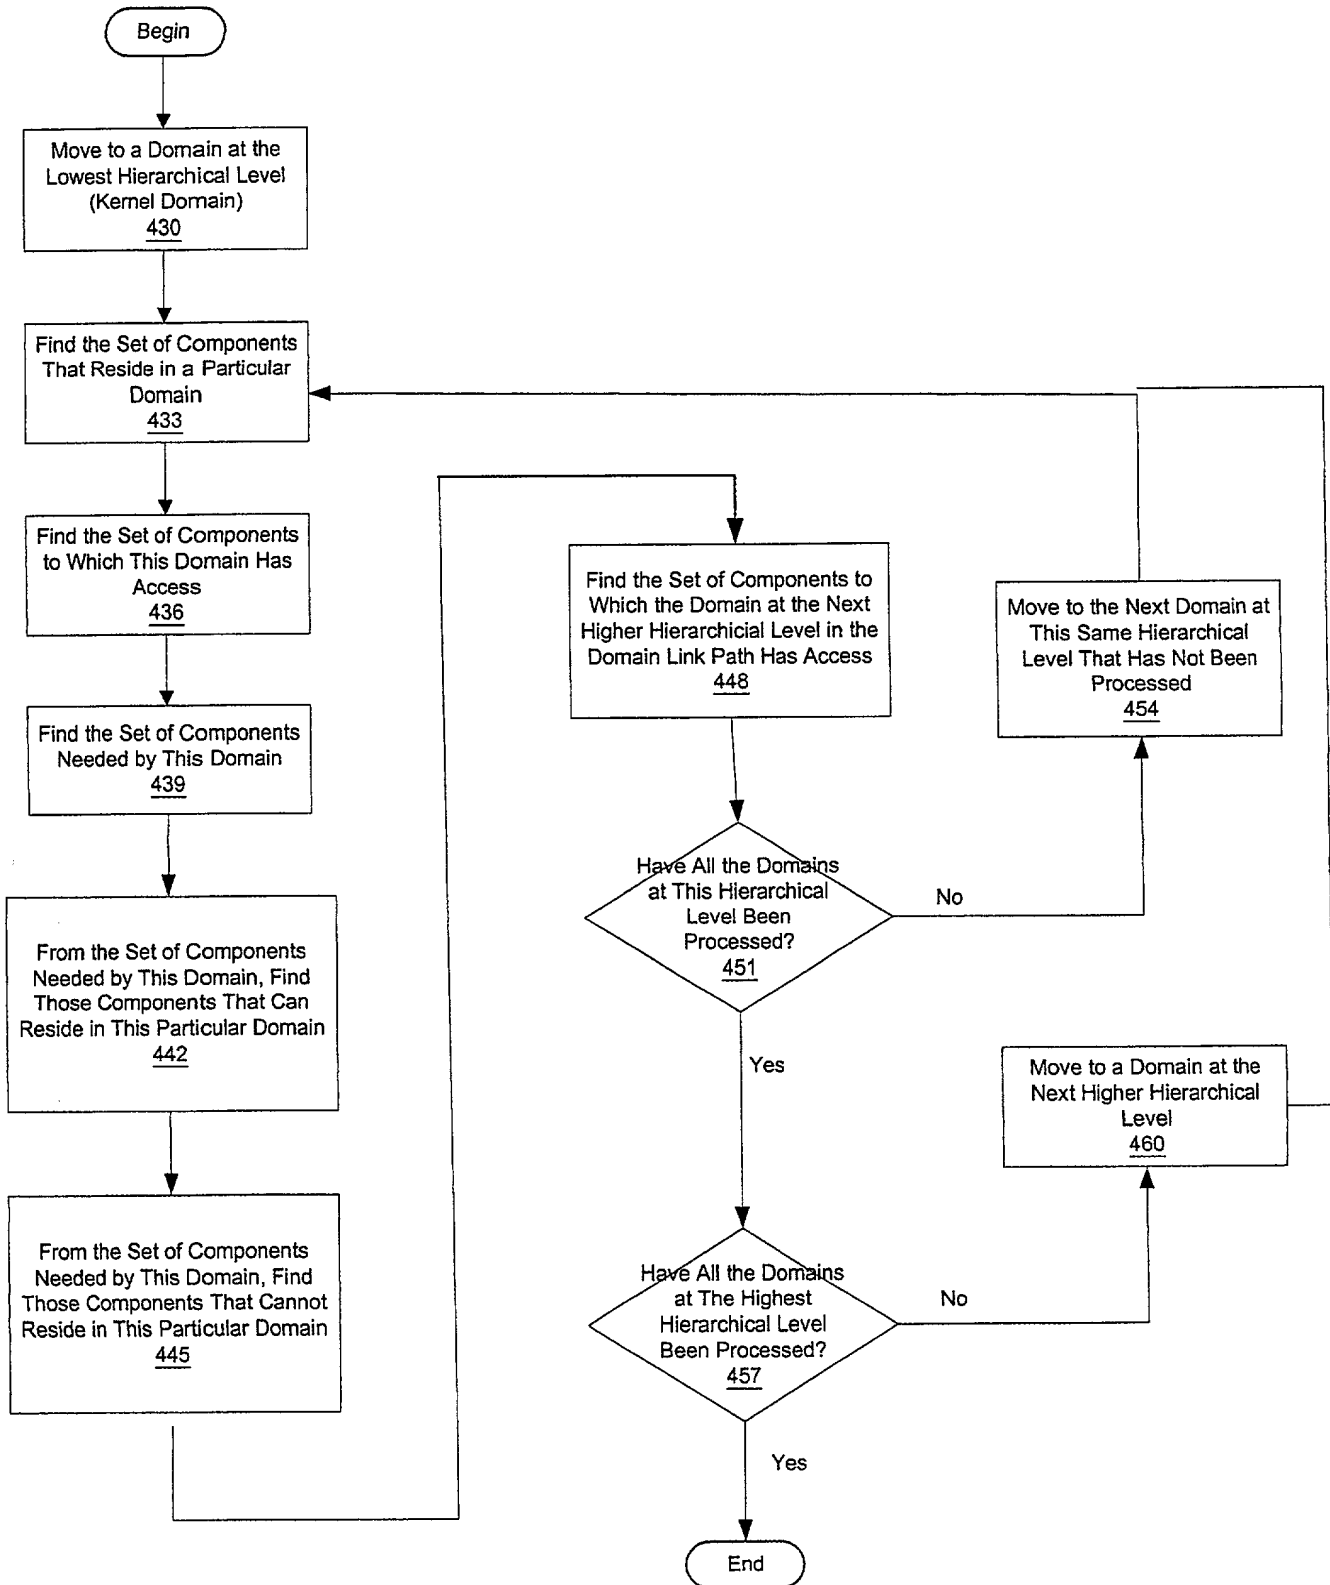 Begin
Move to a Domain at the
Lowest Hierarchical Level
(Kernel Domain)
430
Find the Set of Components
That Reside in a Particular
Domain
433
Find the Set of Components
to Which This Domain Has
Access
436
Find the Set of Components
Needed by This Domain
439
From the Set of Components
Needed by This Domain, Find
Those Components That Can
Reside in This Particular Domain
442
From the Set of Components
Needed by This Domain, Find
Those Components That Cannot
Reside in This Particular Domain
445
Find the Set of Components to
Which the Domain at the Next
Higher Hierarchicial Level in the
Domain Link Path Has Access
448
Have All the Domains
at This Hierarchical
Level Been
Processed?
451
No
Move to the Next Domain at
This Same Hierarchical
Level That Has Not Been
Processed
454
Yes
Have All the Domains
at The Highest
Hierarchical Level
Been Processed?
457
No
Move to a Domain at the
Next Higher Hierarchical
Level
460
Yes
End